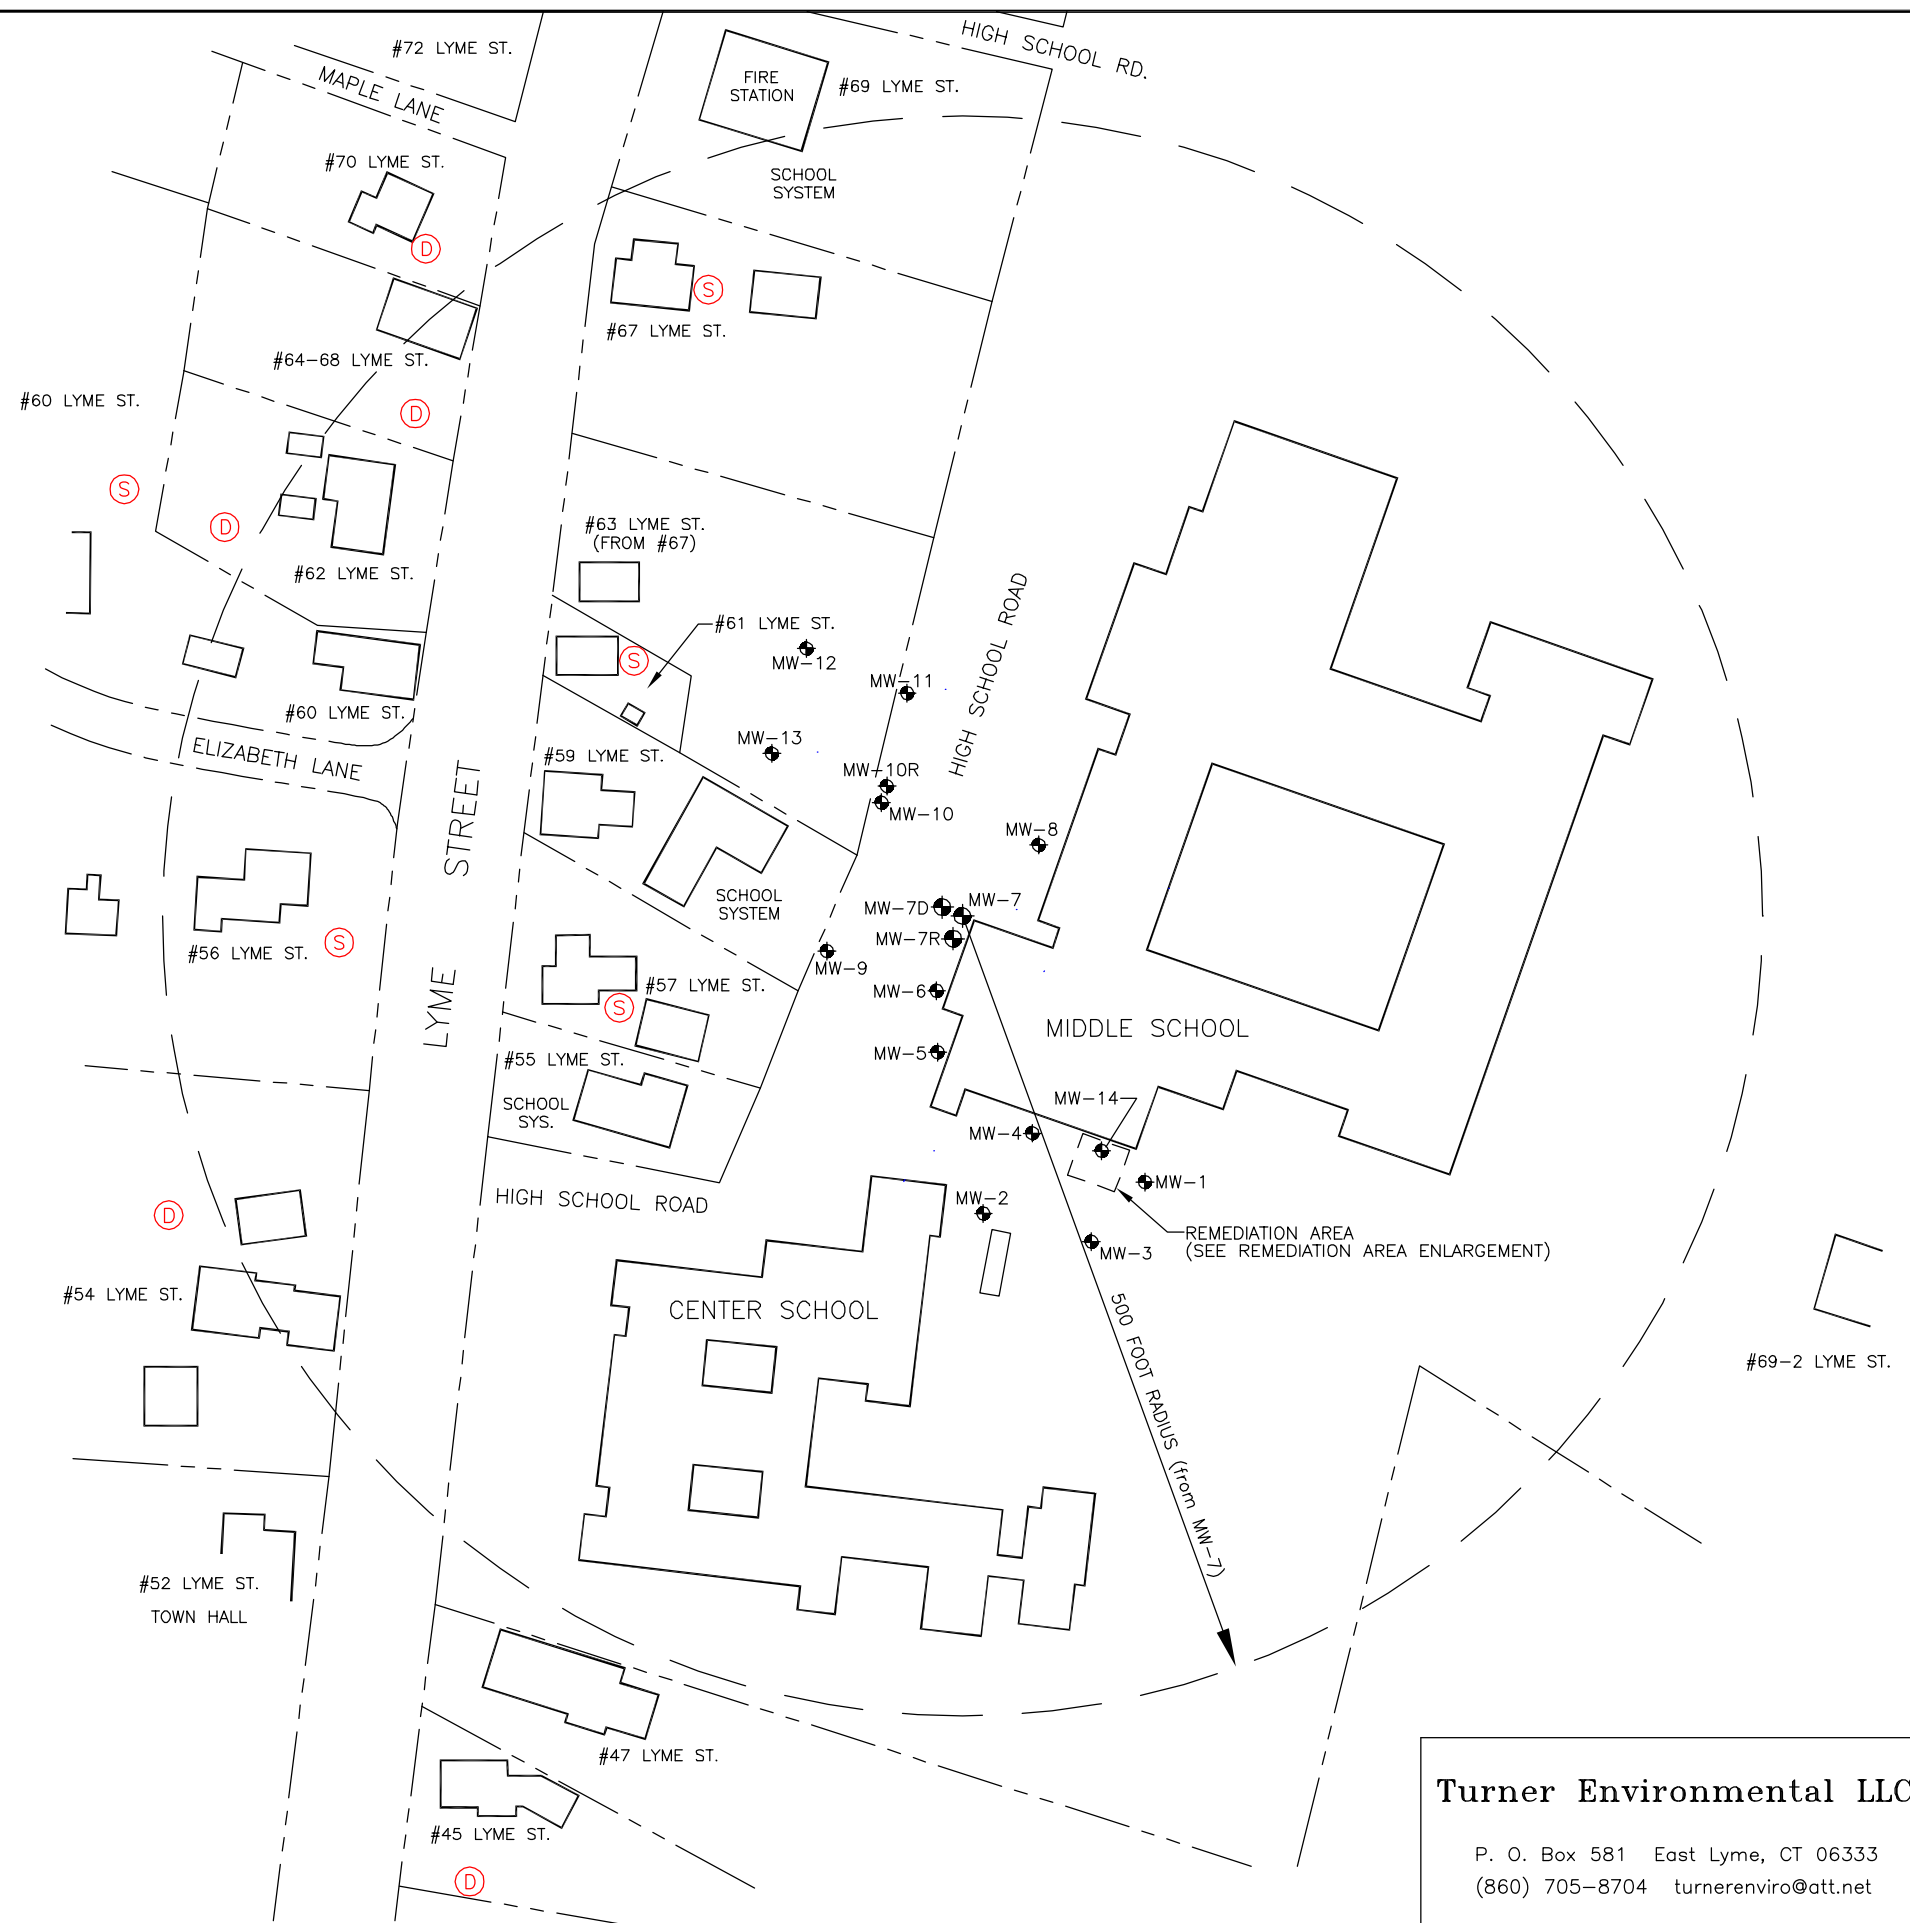 #72 LYME ST.
MAPLE LANE
#70 LYME ST.
D
FIRE
STATION
#69 LYME ST.
HIGH SCHOOL RD.
SCHOOL
SYSTEM
S
#67 LYME ST.
#64-68 LYME ST.
D
#60 LYME ST.
S
D
#62 LYME ST.
#63 LYME ST.
(FROM #67)
#61 LYME ST.
S
MW-12
MW-11
HIGH SCHOOL ROAD
#60 LYME ST.
ELIZABETH LANE
LYME STREET
#59 LYME ST.
MW-13
MW-10R
MW-10
MW-8
SCHOOL
SYSTEM
MW-7D
MW-7
MW-7R
MW-9
MW-6
MW-5
#56 LYME ST.
S
#57 LYME ST.
S
#55 LYME ST.
SCHOOL
SYS.
MIDDLE SCHOOL
MW-14
MW-4
MW-1
MW-2
MW-3
REMEDIATION AREA
(SEE REMEDIATION AREA ENLARGEMENT)
HIGH SCHOOL ROAD
D
#54 LYME ST.
CENTER SCHOOL
500 FOOT RADIUS (from MW-7)
#69-2 LYME ST.
#52 LYME ST.
TOWN HALL
#47 LYME ST.
#45 LYME ST.
D
Turner Environmental LLC
P. O. Box 581 East Lyme, CT 06333
(860) 705-8704 turnerenviro@att.net